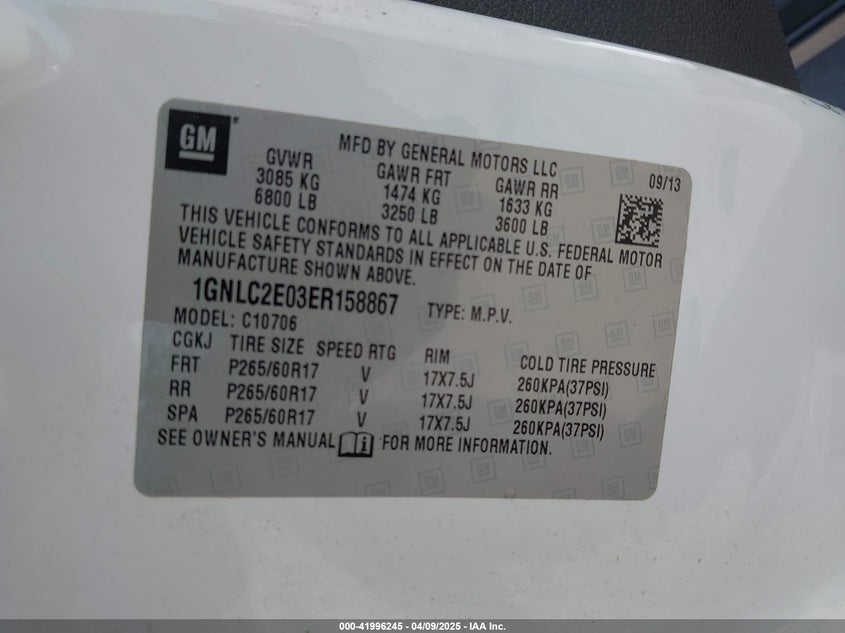 GM®
MFD BY GENERAL MOTORS LLC
09/13
GVWR GAWR FRT GAWR RR
3085 KG 1474 KG 1633 KG
6800 LB 3250 LB 3600 LB
THIS VEHICLE CONFORMS TO ALL APPLICABLE U.S. FEDERAL MOTOR
VEHICLE SAFETY STANDARDS IN EFFECT ON THE DATE OF
MANUFACTURE SHOWN ABOVE.
1GNLC2E03ER158867 TYPE: M.P.V.
MODEL: C10706
CGKJ TIRE SIZE SPEED RTG RIM COLD TIRE PRESSURE
FRT P265/60R17 V 17X7.5J 260KPA(37PSI)
RR P265/60R17 V 17X7.5J 260KPA(37PSI)
SPA P265/60R17 V 17X7.5J 260KPA(37PSI)
SEE OWNER'S MANUAL i FOR MORE INFORMATION.
000-41996245 | 04/09/2025 | IAA Inc.